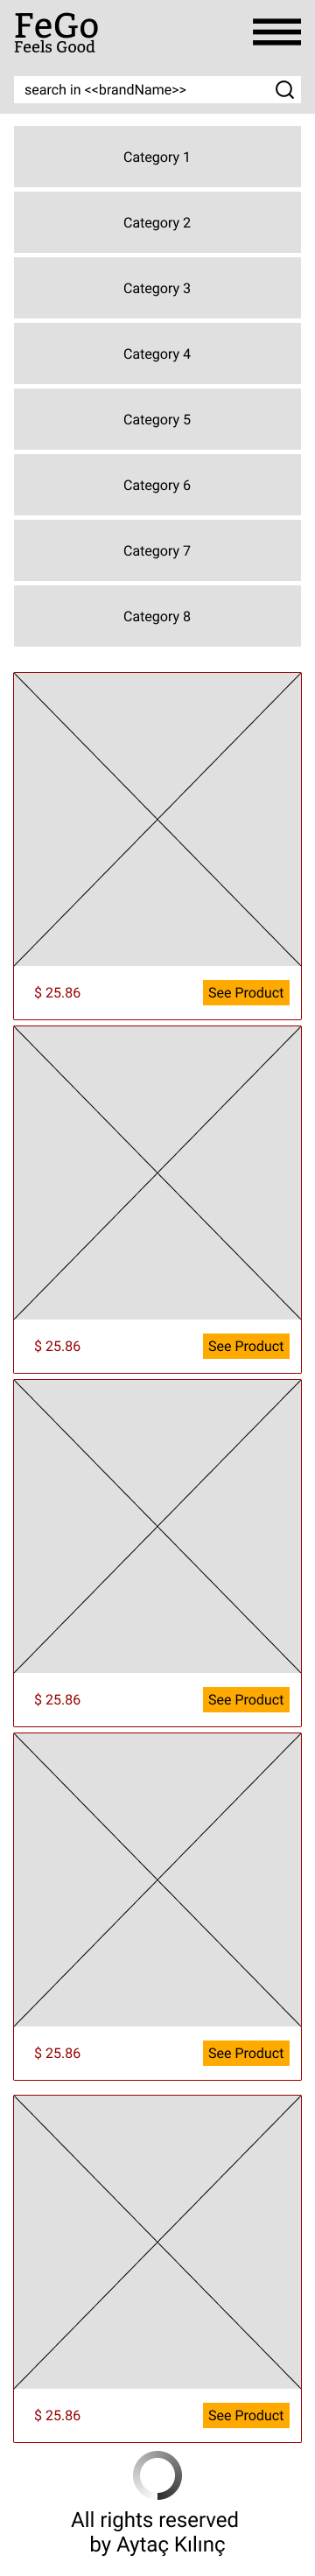 FeGo
Feels Good
search in <<brandName>>
Category 1
Category 2
Category 3
Category 4
Category 5
Category 6
Category 7
Category 8
$ 25.86 See Product
$ 25.86 See Product
$ 25.86 See Product
$ 25.86 See Product
$ 25.86 See Product
All rights reserved
by Aytaç Kılınç